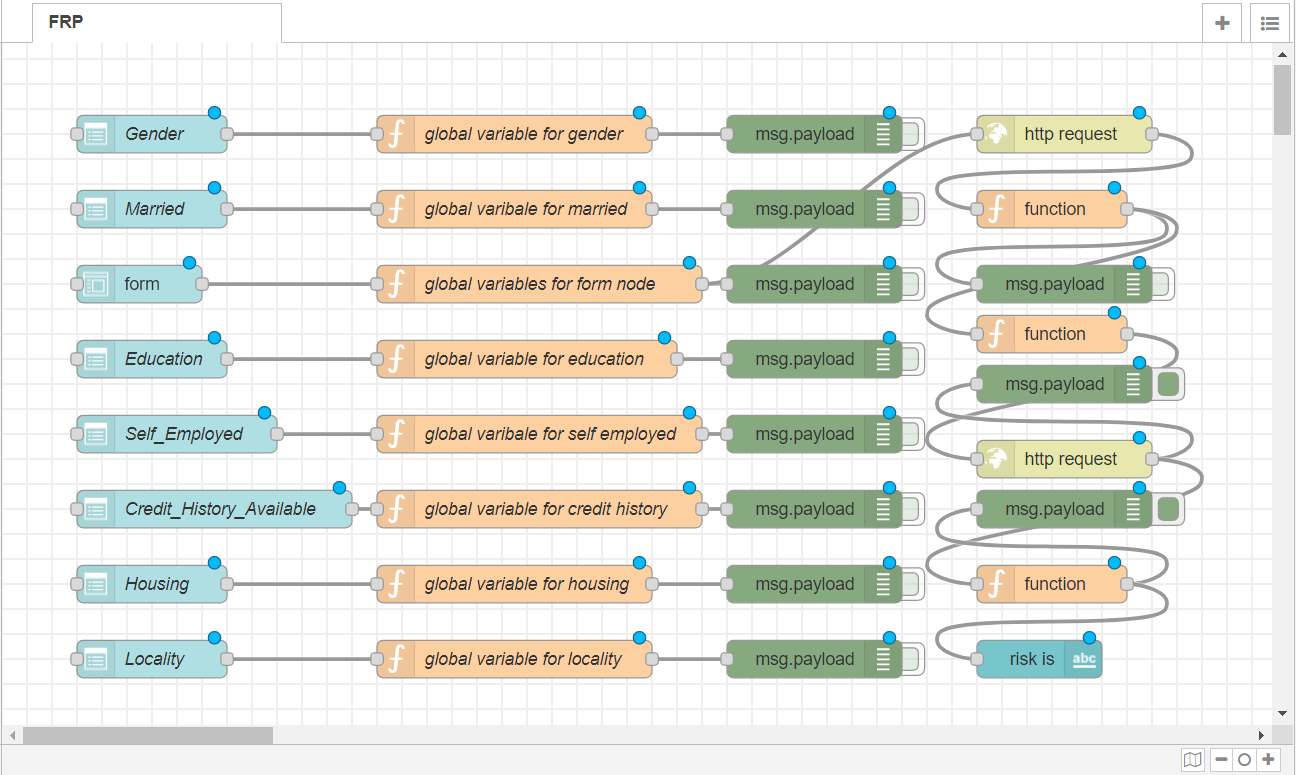 FRP
Gender
global variable for gender
msg.payload
http request
Married
global varibale for married
msg.payload
function
form
global variables for form node
msg.payload
msg.payload
function
Education
global variable for education
msg.payload
msg.payload
Self_Employed
global varibale for self employed
msg.payload
http request
Credit_History_Available
global variable for credit history
msg.payload
msg.payload
Housing
global variable for housing
msg.payload
function
Locality
global variable for locality
msg.payload
risk is
abc